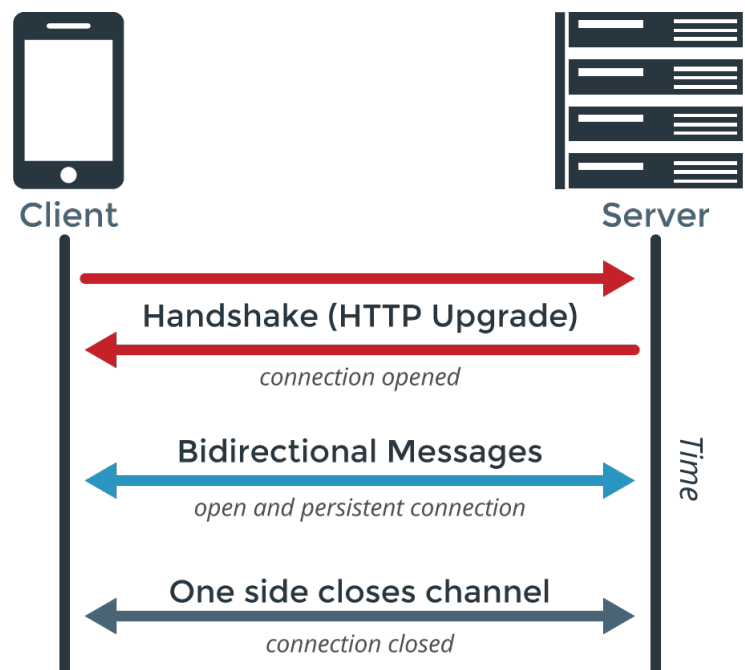 Client
Server
Handshake (HTTP Upgrade)
connection opened
Bidirectional Messages
open and persistent connection
Time
One side closes channel
connection closed